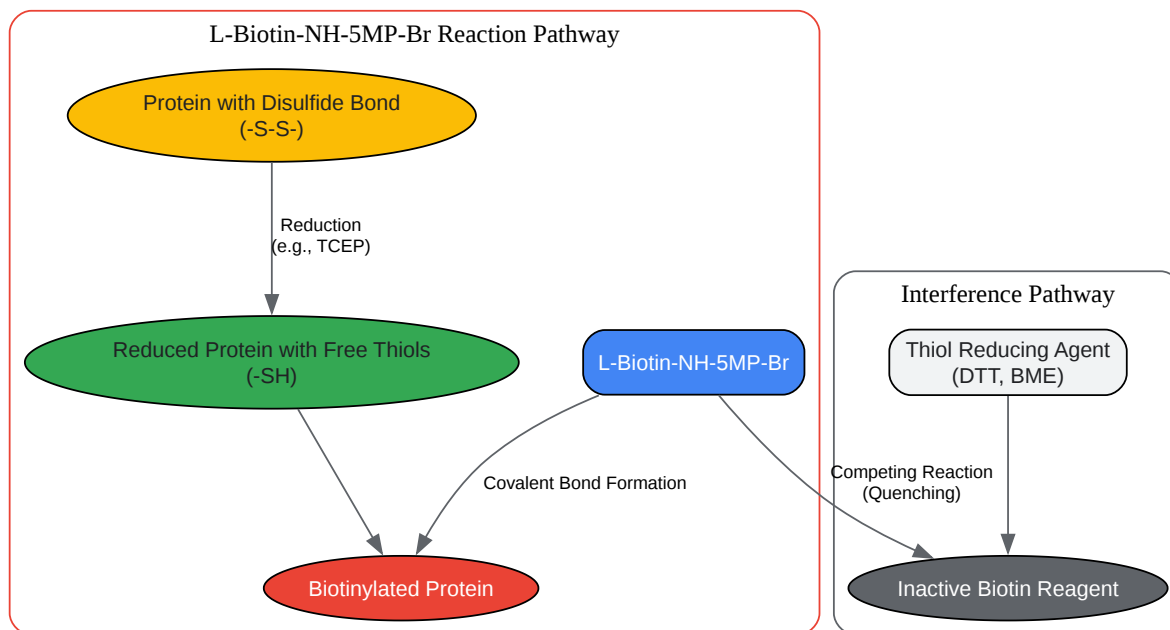 L-Biotin-NH-5MP-Br Reaction Pathway
Protein with Disulfide Bond
(-S-S-)
Reduction
(e.g., TCEP)
Reduced Protein with Free Thiols
(-SH)
L-Biotin-NH-5MP-Br
Covalent Bond Formation
Biotinylated Protein
Interference Pathway
Thiol Reducing Agent
(DTT, BME)
Competing Reaction
(Quenching)
Inactive Biotin Reagent